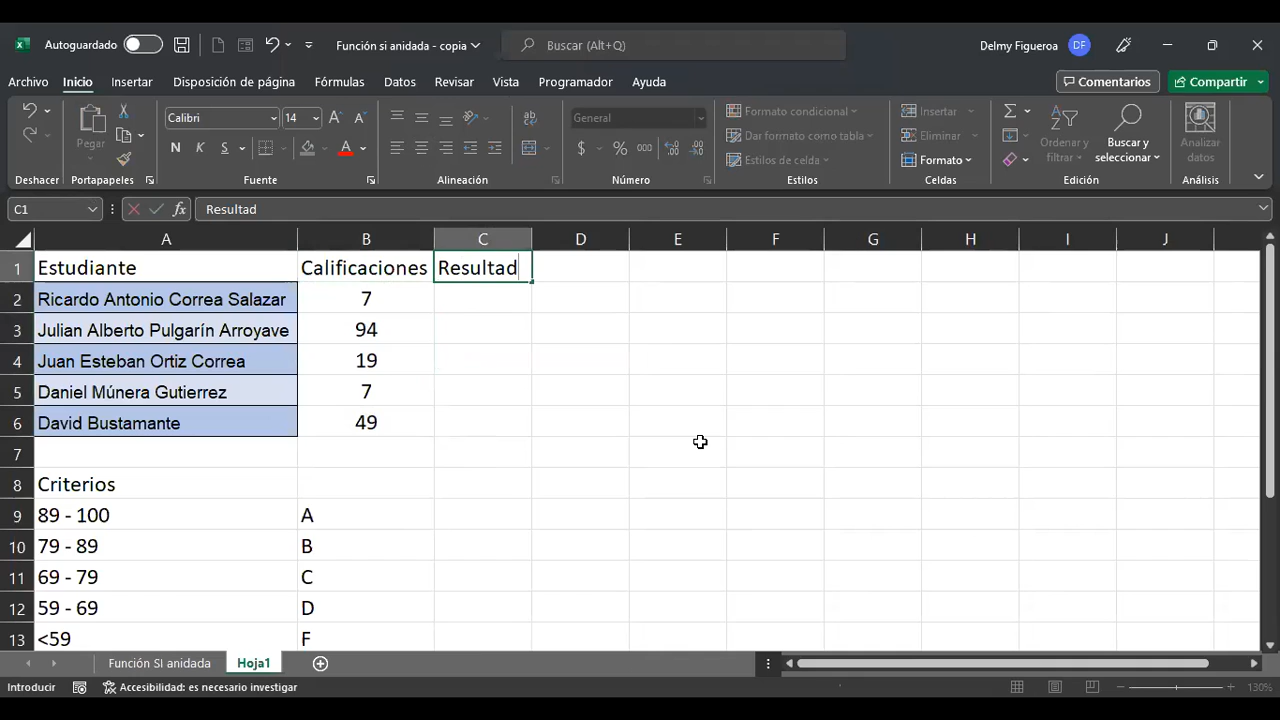 Autoguardado
Función si anidada - copia
Buscar (Alt+Q)
Delmy Figueroa
DF
Archivo Inicio Insertar Disposición de página Fórmulas Datos Revisar Vista Programador Ayuda
Comentarios
Compartir
Pegar
Calibri 14
N K S
A
ab
General
$ % 000
Formato condicional
Dar formato como tabla
Estilos de celda
Insertar
Eliminar
Formato
Ordenar y filtrar
Buscar y seleccionar
Analizar datos
Deshacer Portapapeles Fuente Alineación Número Estilos Celdas Edición Análisis
C1 fx Resultad
A B C D E F G H I J
1 Estudiante Calificaciones Resultad
2 Ricardo Antonio Correa Salazar 7
3 Julian Alberto Pulgarín Arroyave 94
4 Juan Esteban Ortiz Correa 19
5 Daniel Múnera Gutierrez 7
6 David Bustamante 49
7
8 Criterios
9 89 - 100 A
10 79 - 89 B
11 69 - 79 C
12 59 - 69 D
13 <59 F
Función SI anidada Hoja1
Introducir
Accesibilidad: es necesario investigar
130%